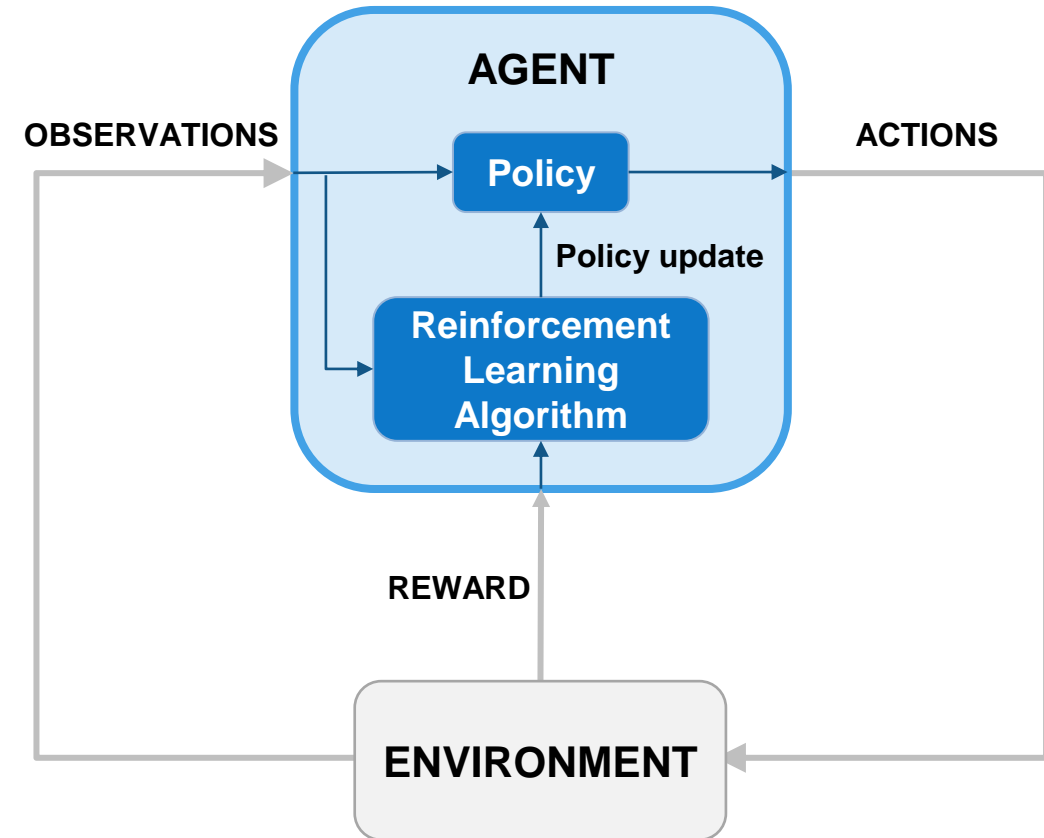 AGENT
OBSERVATIONS
ACTIONS
Policy
Policy update
Reinforcement
Learning
Algorithm
REWARD
ENVIRONMENT